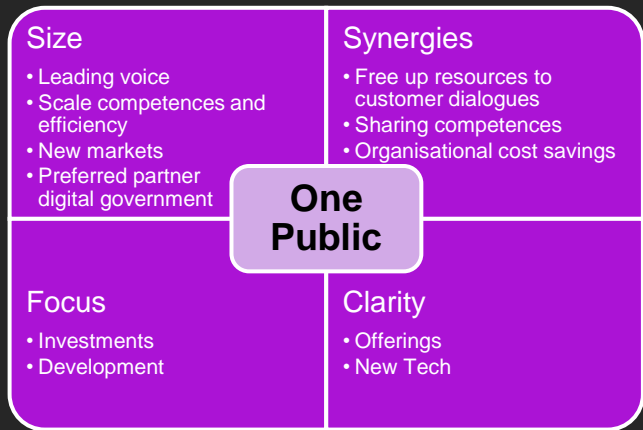 Size
• Leading voice
• Scale competences and
efficiency
• New markets
• Preferred partner
digital government
Synergies
• Free up resources to
customer dialogues
• Sharing competences
• Organisational cost savings
One
Public
Focus
• Investments
• Development
Clarity
• Offerings
• New Tech